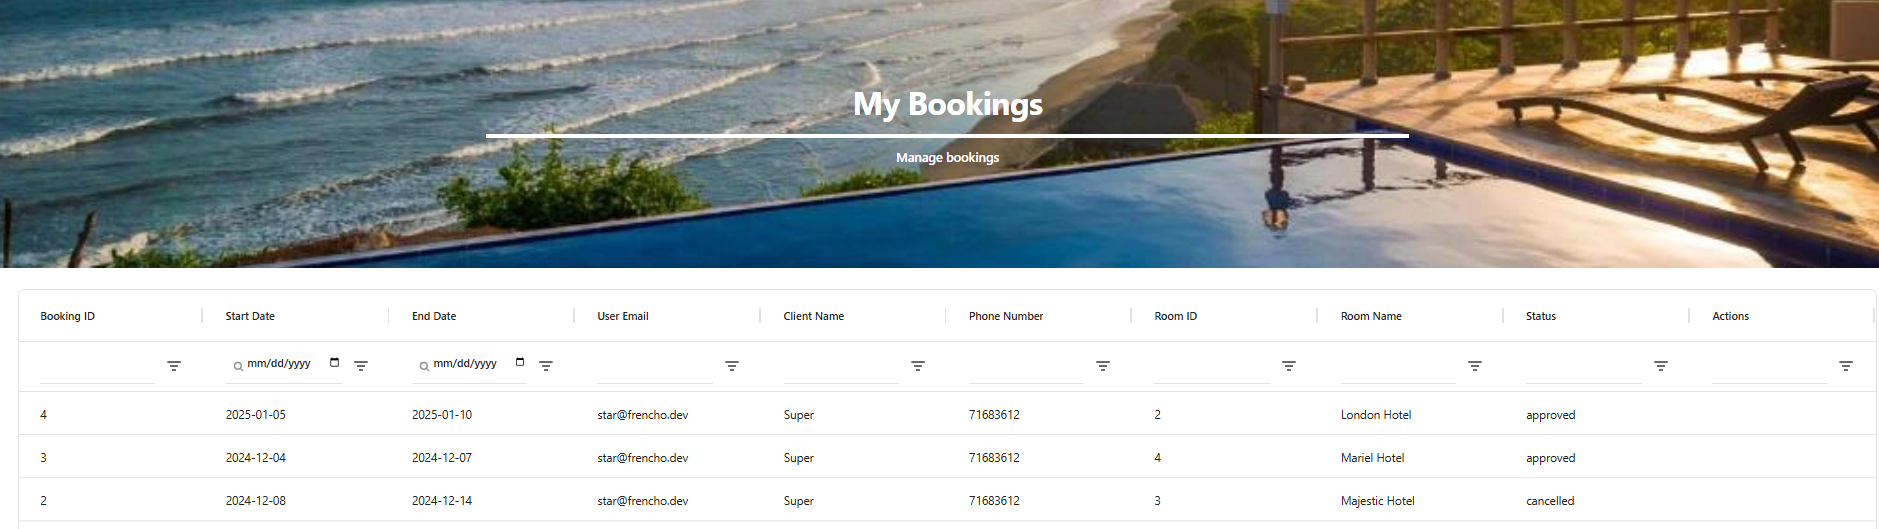 My Bookings
Manage bookings
Booking ID Start Date End Date User Email Client Name Phone Number Room ID Room Name Status Actions
mm/dd/yyyy mm/dd/yyyy
4 2025-01-05 2025-01-10 star@frencho.dev Super 71683612 2 London Hotel approved
3 2024-12-04 2024-12-07 star@frencho.dev Super 71683612 4 Mariel Hotel approved
2 2024-12-08 2024-12-14 star@frencho.dev Super 71683612 3 Majestic Hotel cancelled